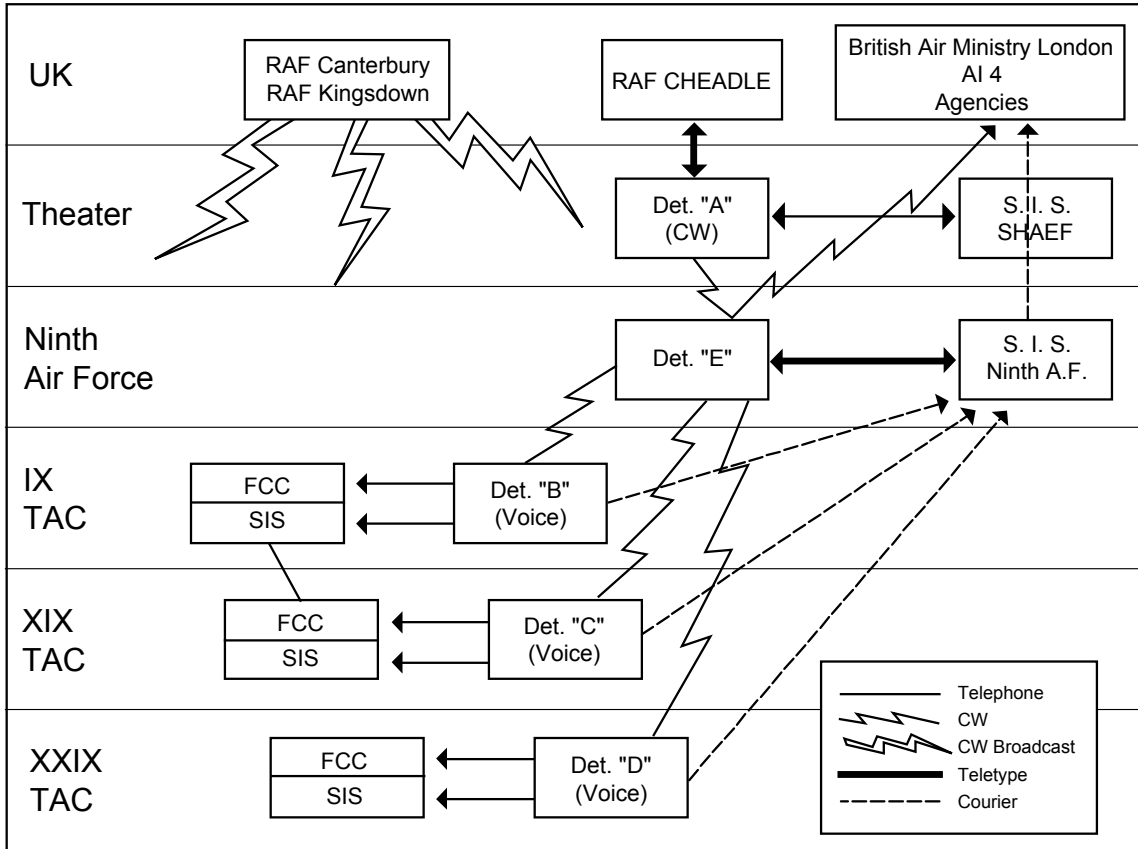 UK
RAF Canterbury
RAF Kingsdown
RAF CHEADLE
British Air Ministry London
AI 4
Agencies
Theater
Det. "A"
(CW)
S. I. S.
SHAEF
Ninth
Air Force
Det. "E"
S. I. S.
Ninth A.F.
IX
TAC
FCC
SIS
Det. "B"
(Voice)
XIX
TAC
FCC
SIS
Det. "C"
(Voice)
XXIX
TAC
FCC
SIS
Det. "D"
(Voice)
Telephone
CW
CW Broadcast
Teletype
Courier